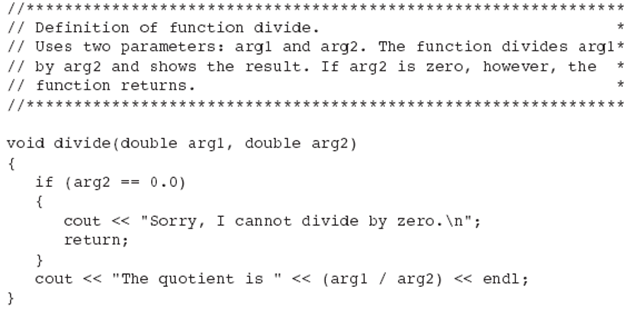 //**************************************************************
// Definition of function divide.                               *
// Uses two parameters: arg1 and arg2. The function divides arg1*
// by arg2 and shows the result. If arg2 is zero, however, the  *
// function returns.                                            *
//**************************************************************
void divide(double arg1, double arg2)
{
   if (arg2 == 0.0)
   {
      cout << "Sorry, I cannot divide by zero.\n";
      return;
   }
   cout << "The quotient is " << (arg1 / arg2) << endl;
}